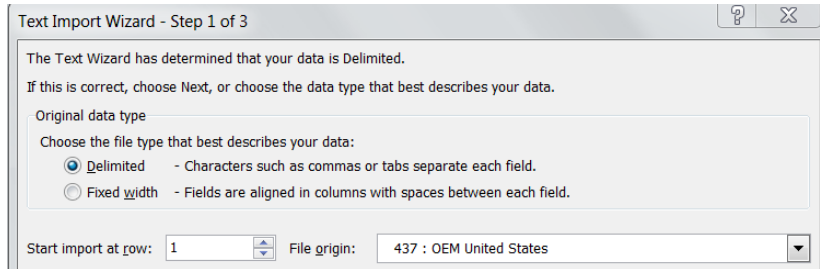 Text Import Wizard - Step 1 of 3
The Text Wizard has determined that your data is Delimited.
If this is correct, choose Next, or choose the data type that best describes your data.
Original data type
Choose the file type that best describes your data:
Delimited - Characters such as commas or tabs separate each field.
Fixed width - Fields are aligned in columns with spaces between each field.
Start import at row: 1 File origin: 437 : OEM United States